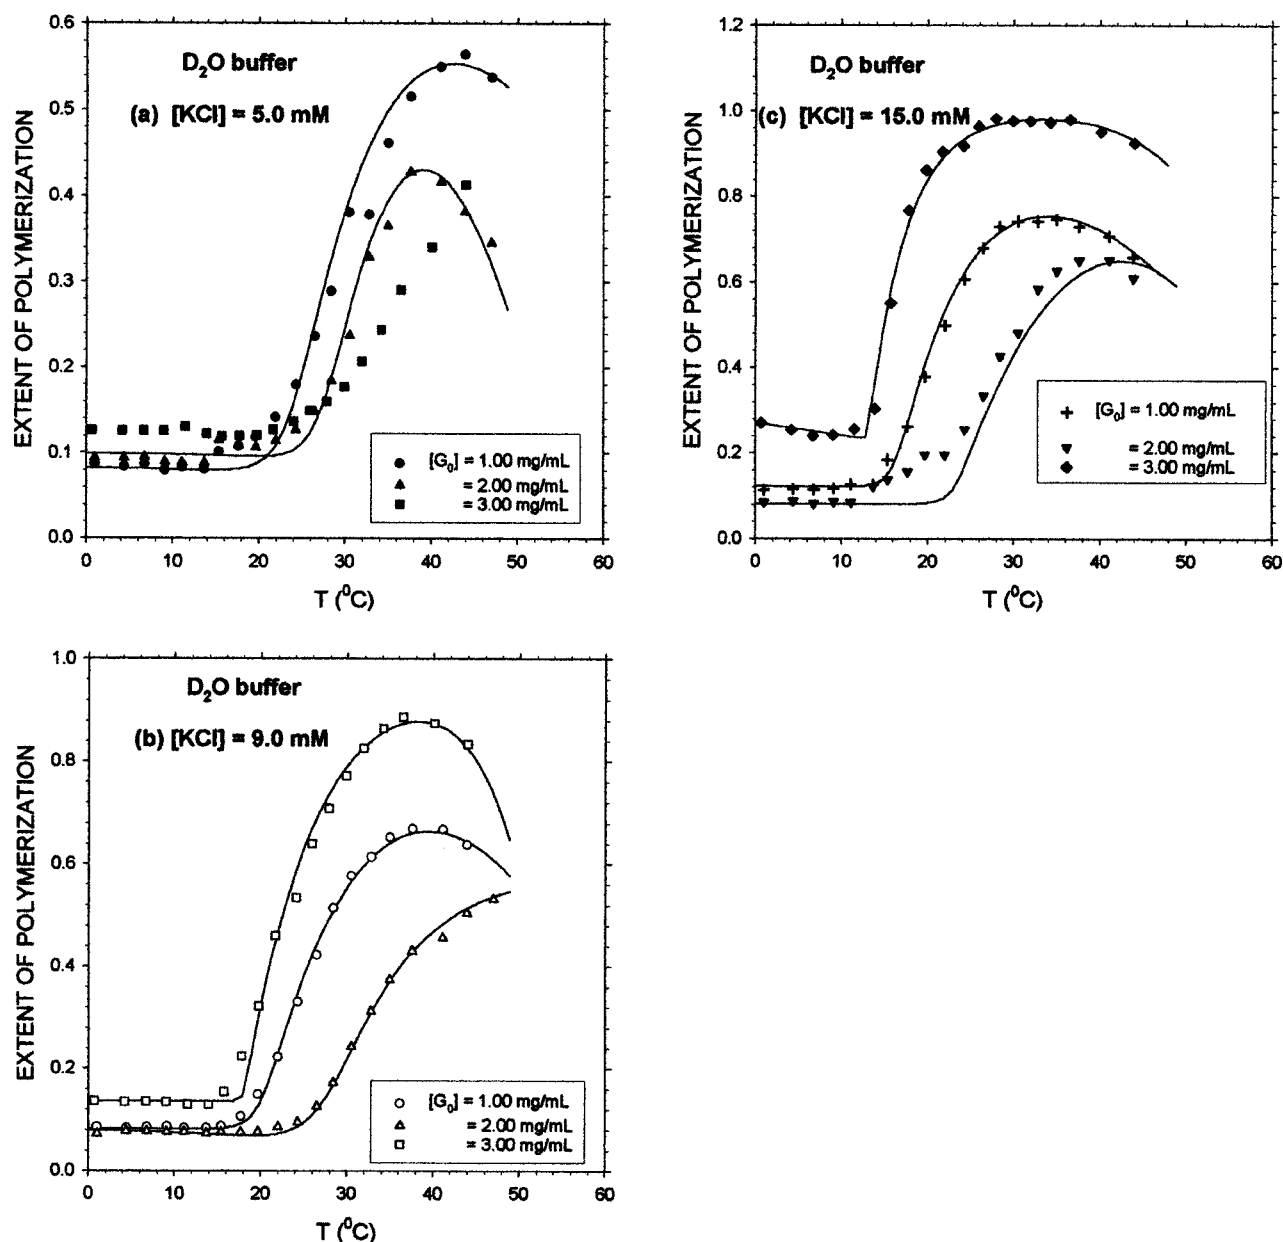 D₂O buffer
(a) [KCl] = 5.0 mM
EXTENT OF POLYMERIZATION
0.6
0.5
0.4
0.3
0.2
0.1
0.0
0 10 20 30 40 50 60
T (⁰C)
[G₀] = 1.00 mg/mL
= 2.00 mg/mL
= 3.00 mg/mL
D₂O buffer
(c) [KCl] = 15.0 mM
EXTENT OF POLYMERIZATION
1.2
1.0
0.8
0.6
0.4
0.2
0.0
0 10 20 30 40 50 60
T (⁰C)
[G₀] = 1.00 mg/mL
= 2.00 mg/mL
= 3.00 mg/mL
D₂O buffer
(b) [KCl] = 9.0 mM
EXTENT OF POLYMERIZATION
1.0
0.8
0.6
0.4
0.2
0.0
0 10 20 30 40 50 60
T (⁰C)
[G₀] = 1.00 mg/mL
= 2.00 mg/mL
= 3.00 mg/mL